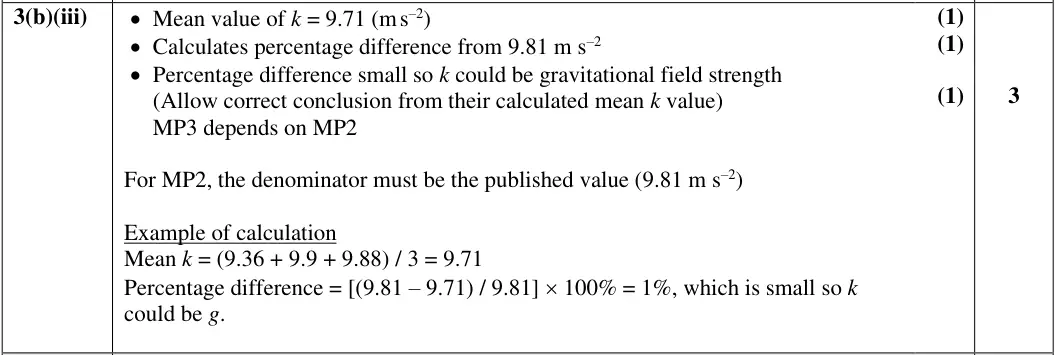 3(b)(iii)
• Mean value of k = 9.71 (m s⁻²) (1)
• Calculates percentage difference from 9.81 m s⁻² (1)
• Percentage difference small so k could be gravitational field strength
(Allow correct conclusion from their calculated mean k value) (1) 3
MP3 depends on MP2
For MP2, the denominator must be the published value (9.81 m s⁻²)
Example of calculation
Mean k = (9.36 + 9.9 + 9.88) / 3 = 9.71
Percentage difference = [(9.81 – 9.71) / 9.81] × 100% = 1%, which is small so k
could be g.